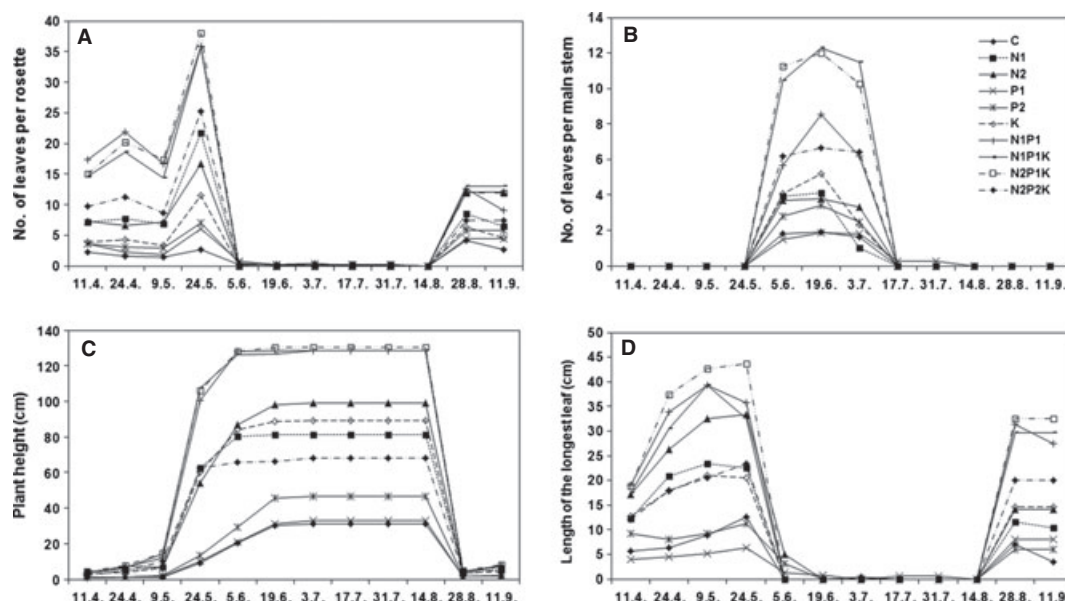 A
No. of leaves per rosette
40
35
30
25
20
15
10
5
0
11.4. 24.4. 9.5. 24.5. 5.6. 19.6. 3.7. 17.7. 31.7. 14.8. 28.8. 11.9.
B
No. of leaves per main stem
14
12
10
8
6
4
2
0
11.4. 24.4. 9.5. 24.5. 5.6. 19.6. 3.7. 17.7. 31.7. 14.8. 28.8. 11.9.
C
N1
N2
P1
P2
K
N1P1
N1P1K
N2P1K
N2P2K
C
Plant height (cm)
140
120
100
80
60
40
20
0
11.4. 24.4. 9.5. 24.5. 5.6. 19.6. 3.7. 17.7. 31.7. 14.8. 28.8. 11.9.
D
Length of the longest leaf (cm)
50
45
40
35
30
25
20
15
10
5
0
11.4. 24.4. 9.5. 24.5. 5.6. 19.6. 3.7. 17.7. 31.7. 14.8. 28.8. 11.9.